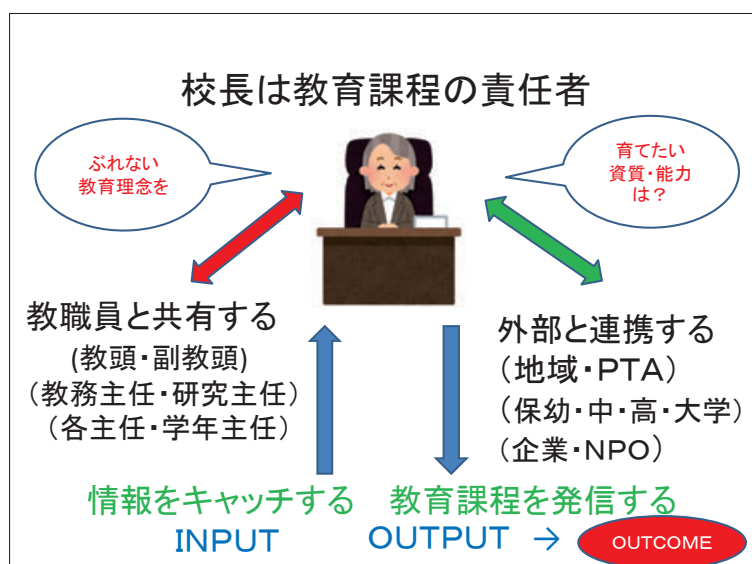 校長は教育課程の責任者
ぶれない
教育理念を
育てたい
資質・能力
は？
教職員と共有する
(教頭・副教頭)
（教務主任・研究主任）
（各主任・学年主任）
外部と連携する
（地域・PTA）
（保幼・中・高・大学）
（企業・NPO）
情報をキャッチする
INPUT
教育課程を発信する
OUTPUT → OUTCOME